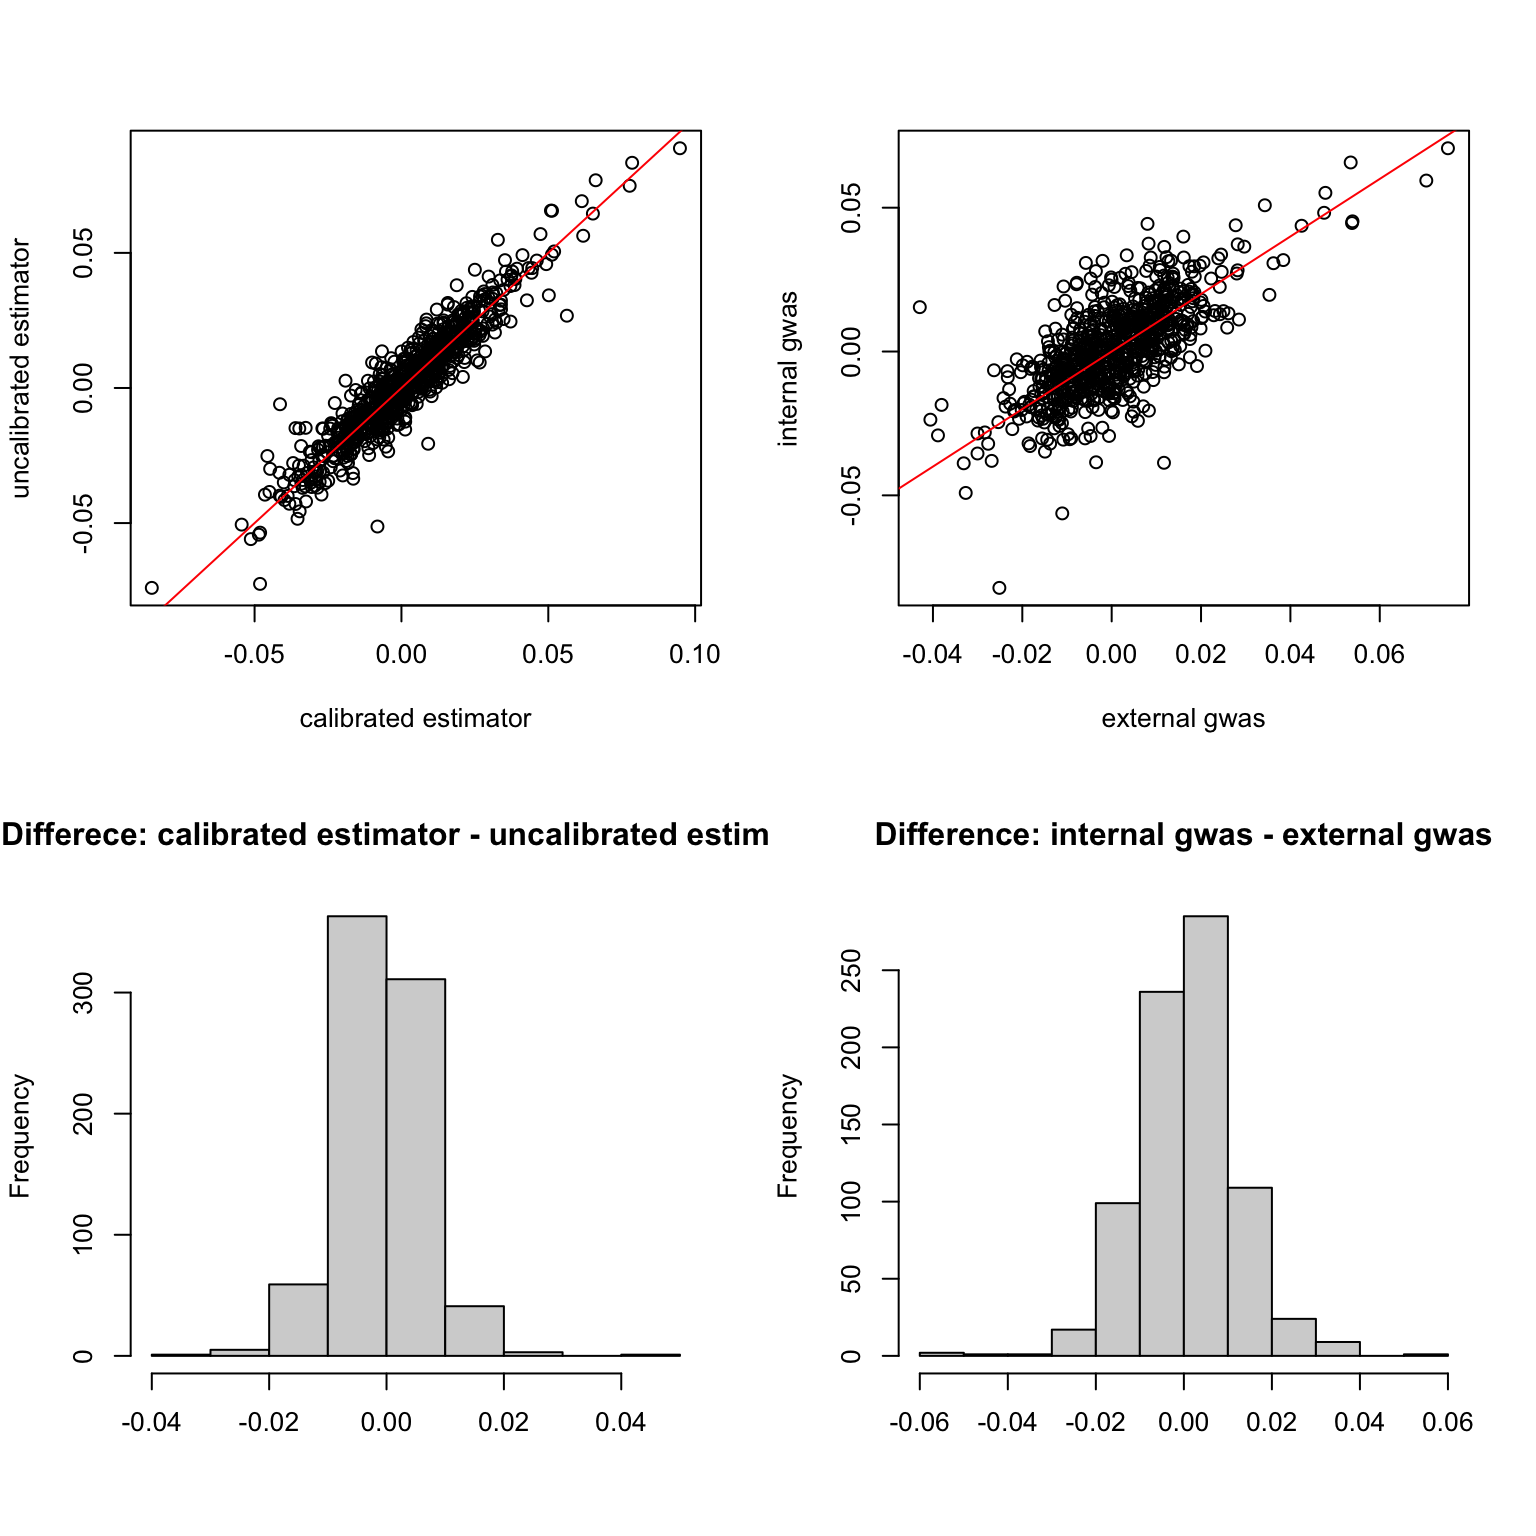 uncalibrated estimator
-0.05 0.00 0.05
-0.05 0.00 0.05 0.10
calibrated estimator
internal gwas
-0.05 0.00 0.05
-0.04 -0.02 0.00 0.02 0.04 0.06
external gwas
Differece: calibrated estimator - uncalibrated estim
Frequency
0 100 200 300
-0.04 -0.02 0.00 0.02 0.04
Difference: internal gwas - external gwas
Frequency
0 50 100 150 200 250
-0.06 -0.04 -0.02 0.00 0.02 0.04 0.06